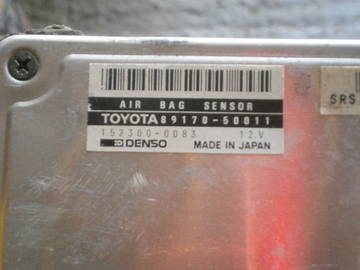 AIR BAG SENSOR
TOYOTA 89170-50011
152300-0083 12V
DENSO MADE IN JAPAN
SRS